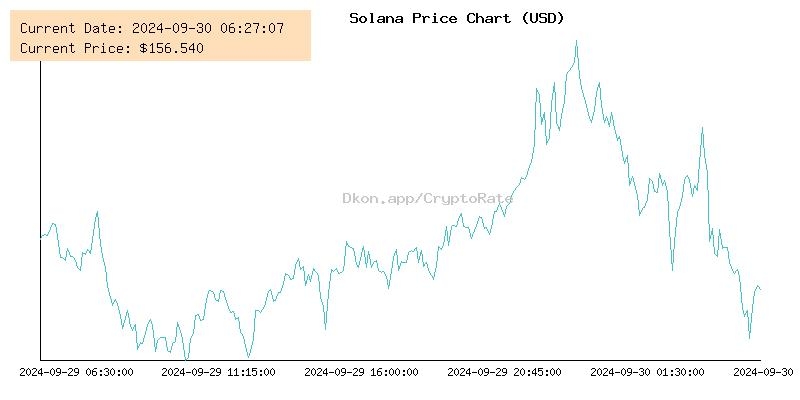 Solana Price Chart (USD)
Current Date: 2024-09-30 06:27:07
Current Price: $156.540
Dkon.app/CryptoRate
2024-09-29 06:30:00 2024-09-29 11:15:00 2024-09-29 16:00:00 2024-09-29 20:45:00 2024-09-30 01:30:00 2024-09-30